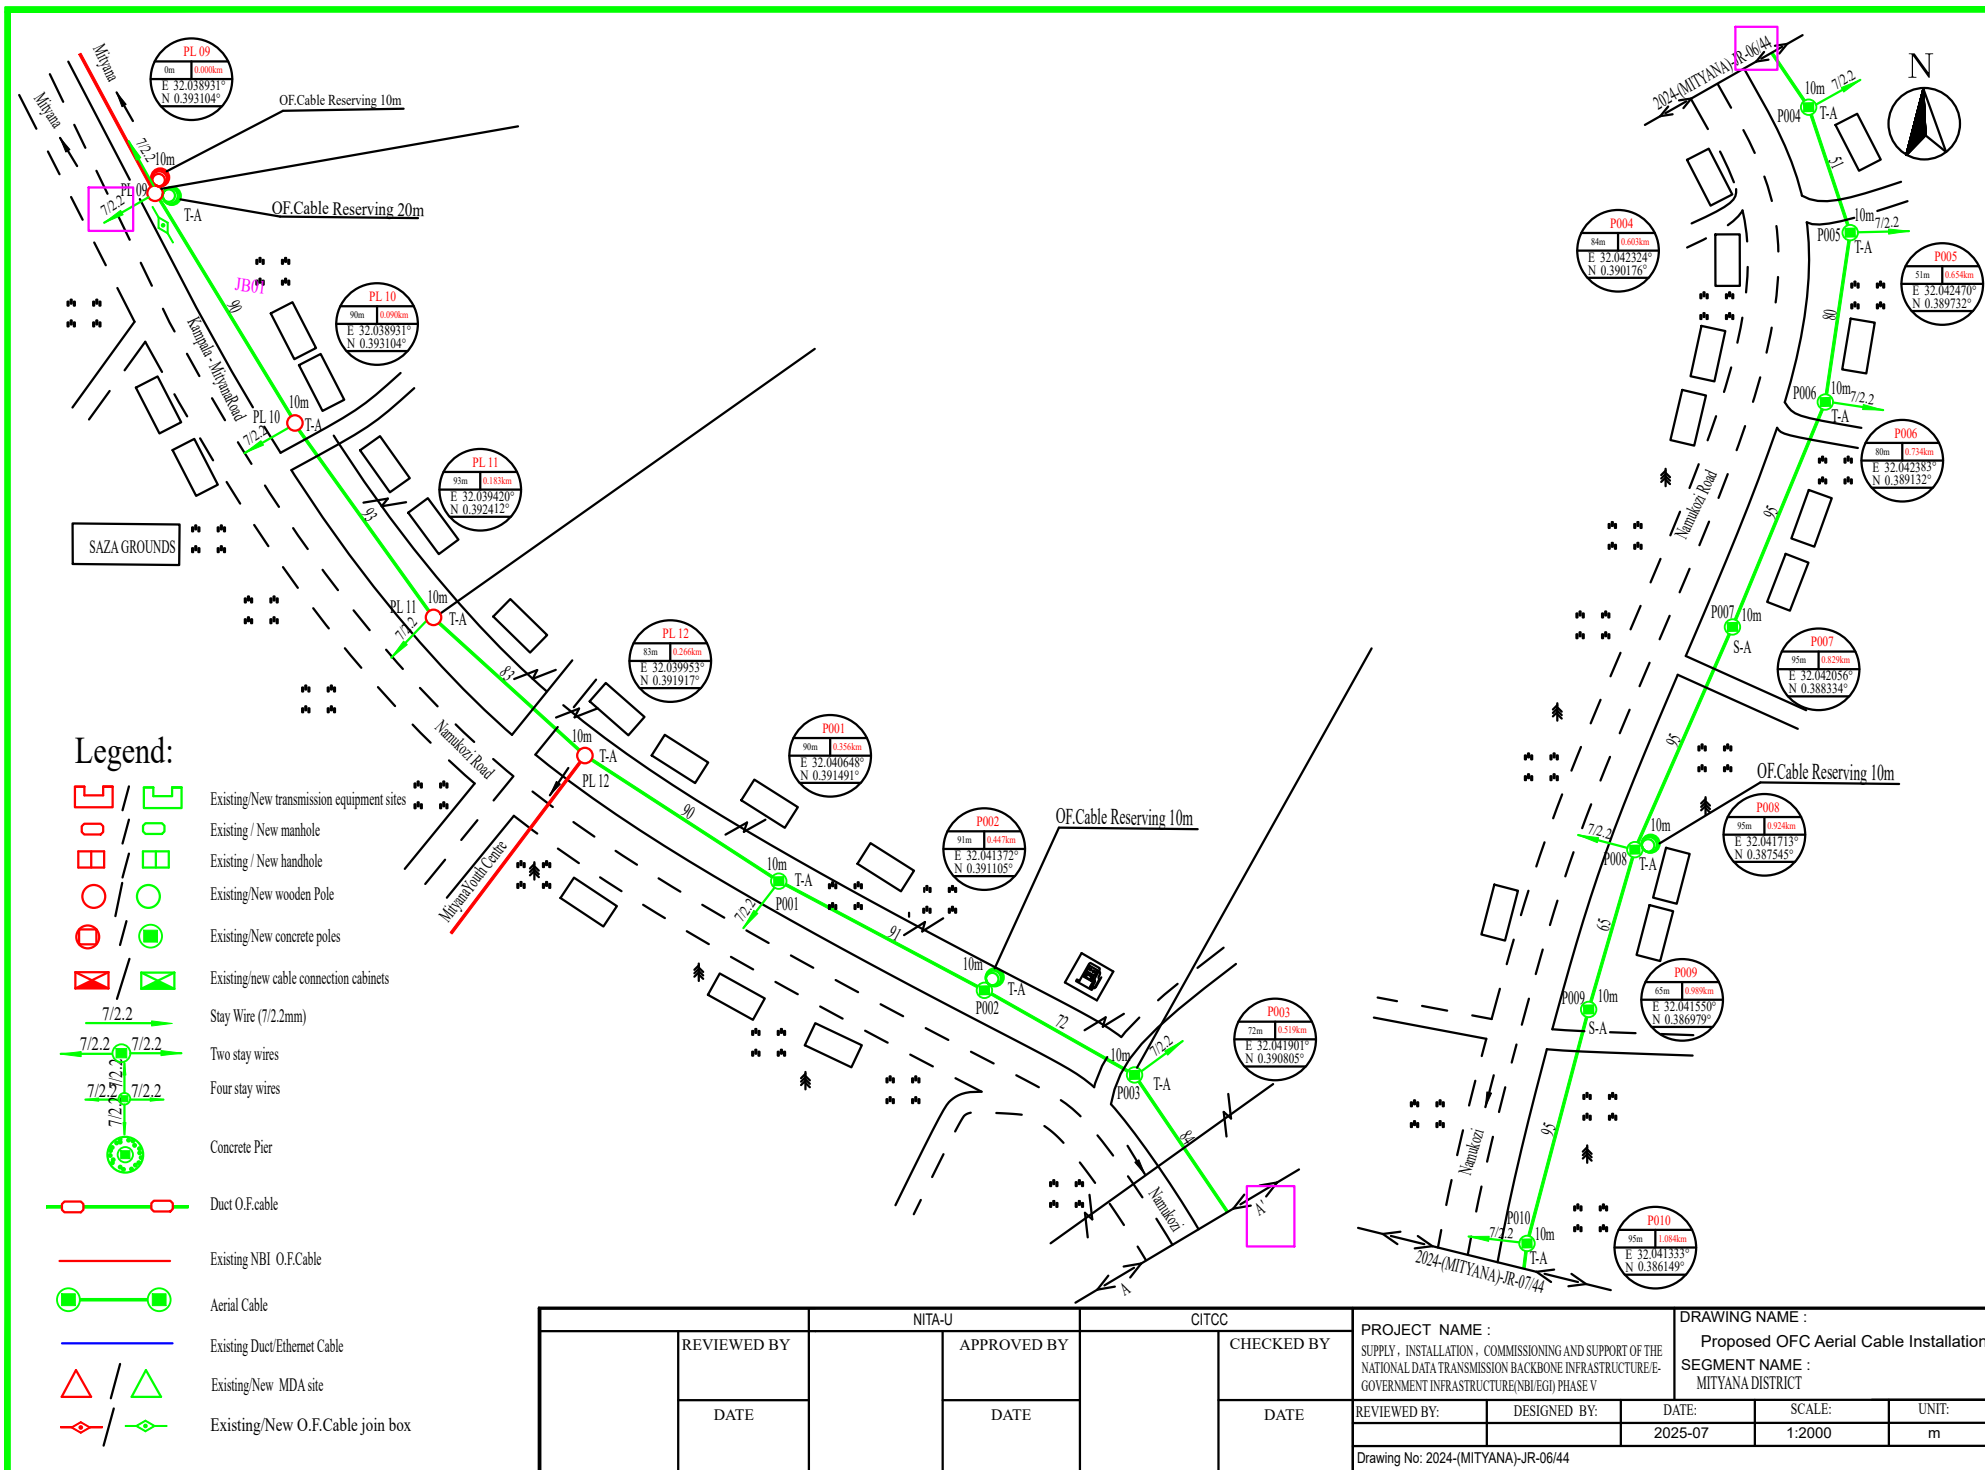 Mityana
Mityana
PL 09
0m 0.000km
E 32.038931°
N 0.393104°
OF.Cable Reserving 10m
7/2.2
10m
PL 09
7/2.2
T-A
OF.Cable Reserving 20m
JB01
90
Kampala - MityanaRoad
PL 10
90m 0.090km
E 32.038931°
N 0.393104°
10m
PL 10
T-A
7/2.2
PL 11
93m 0.183km
E 32.039420°
N 0.392412°
93
SAZA GROUNDS
10m
PL 11
T-A
7/2.2
PL 12
83m 0.266km
E 32.039953°
N 0.391917°
83
Namukozi Road
10m
T-A
PL 12
MityanaYouth Centre
P001
90m 0.356km
E 32.040648°
N 0.391491°
90
10m
T-A
P001
7/2.2
P002
91m 0.447km
E 32.041372°
N 0.391105°
OF.Cable Reserving 10m
91
10m
T-A
P002
72
P003
72m 0.519km
E 32.041901°
N 0.390805°
10m
7/2.2
T-A
P003
84
Namukozi
A'
A
2024-(MITYANA)-JR-06/44
N
10m
7/2.2
P004
T-A
51
P004
84m 0.603km
E 32.042324°
N 0.390176°
10m
7/2.2
P005
T-A
P005
51m 0.654km
E 32.042470°
N 0.389732°
80
10m
7/2.2
P006
T-A
P006
80m 0.734km
E 32.042383°
N 0.389132°
Namukozi Road
95
P007
10m
S-A
P007
95m 0.829km
E 32.042056°
N 0.388334°
95
OF.Cable Reserving 10m
7/2.2
10m
P008
T-A
P008
95m 0.924km
E 32.041713°
N 0.387545°
65
P009
10m
S-A
P009
65m 0.989km
E 32.041550°
N 0.386979°
95
Namukozi
P010
7/2.2
10m
T-A
P010
95m 1.084km
E 32.041333°
N 0.386149°
2024-(MITYANA)-JR-07/44
Legend:
Existing/New transmission equipment sites
Existing / New manhole
Existing / New handhole
Existing/New wooden Pole
Existing/New concrete poles
Existing/new cable connection cabinets
7/2.2 Stay Wire (7/2.2mm)
7/2.2 7/2.2 Two stay wires
7/2.2
7/2.2 7/2.2 Four stay wires
7/2.2
Concrete Pier
Duct O.F.cable
Existing NBI O.F.Cable
Aerial Cable
Existing Duct/Ethernet Cable
Existing/New MDA site
Existing/New O.F.Cable join box
NITA-U
CITCC
REVIEWED BY
APPROVED BY
CHECKED BY
DATE
DATE
DATE
PROJECT NAME :
SUPPLY, INSTALLATION, COMMISSIONING AND SUPPORT OF THE
NATIONAL DATA TRANSMISSION BACKBONE INFRASTRUCTURE/E-
GOVERNMENT INFRASTRUCTURE(NBI/EGI) PHASE V
DRAWING NAME :
Proposed OFC Aerial Cable Installation
SEGMENT NAME :
MITYANA DISTRICT
REVIEWED BY:
DESIGNED BY:
DATE:
SCALE:
UNIT:
2025-07
1:2000
m
Drawing No: 2024-(MITYANA)-JR-06/44